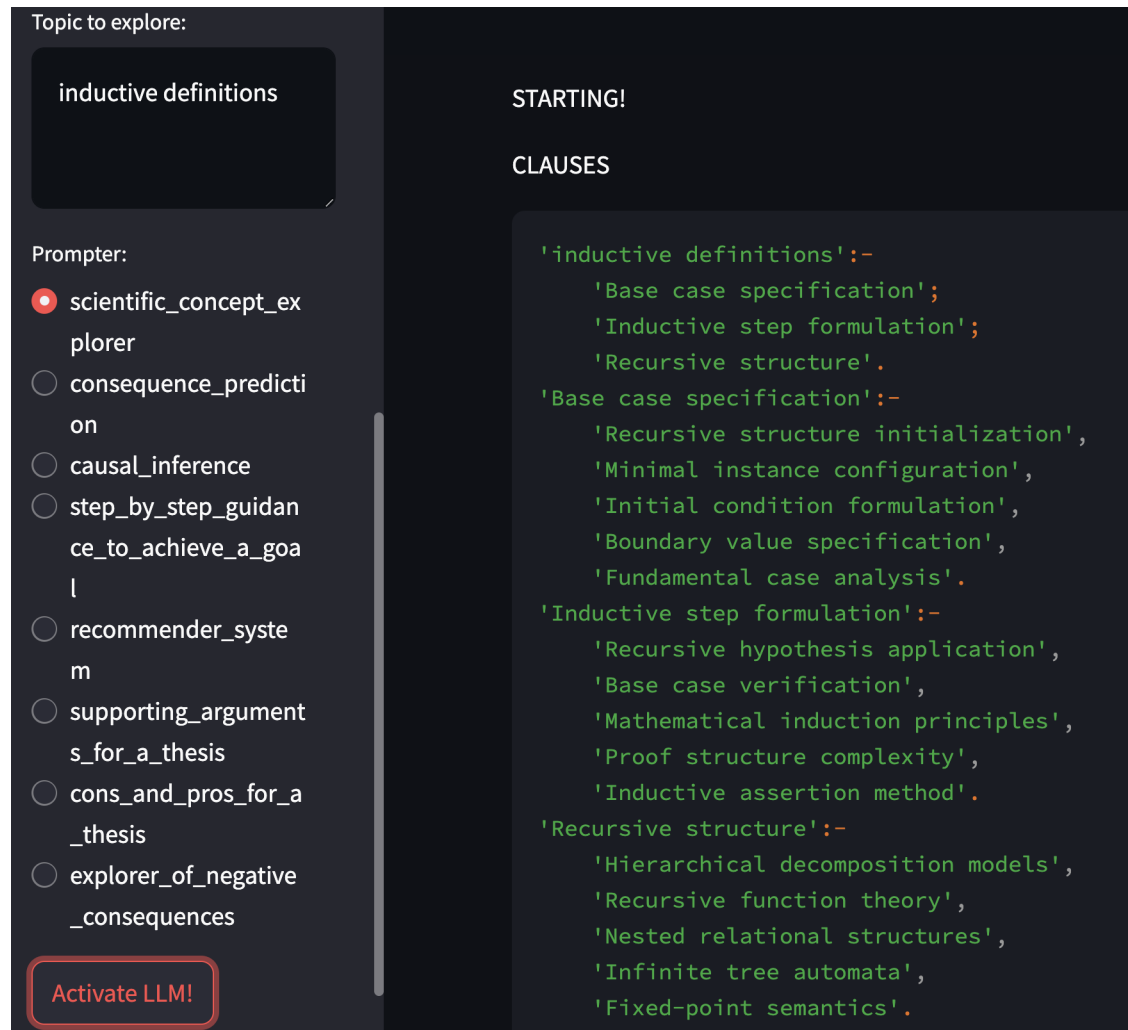 Topic to explore:
inductive definitions
Prompter:
scientific_concept_ex
plorer
consequence_predicti
on
causal_inference
step_by_step_guidan
ce_to_achieve_a_goa
l
recommender_syste
m
supporting_argument
s_for_a_thesis
cons_and_pros_for_a
_thesis
explorer_of_negative
_consequences
Activate LLM!
STARTING!
CLAUSES
'inductive definitions':-
    'Base case specification';
    'Inductive step formulation';
    'Recursive structure'.
'Base case specification':-
    'Recursive structure initialization',
    'Minimal instance configuration',
    'Initial condition formulation',
    'Boundary value specification',
    'Fundamental case analysis'.
'Inductive step formulation':-
    'Recursive hypothesis application',
    'Base case verification',
    'Mathematical induction principles',
    'Proof structure complexity',
    'Inductive assertion method'.
'Recursive structure':-
    'Hierarchical decomposition models',
    'Recursive function theory',
    'Nested relational structures',
    'Infinite tree automata',
    'Fixed-point semantics'.